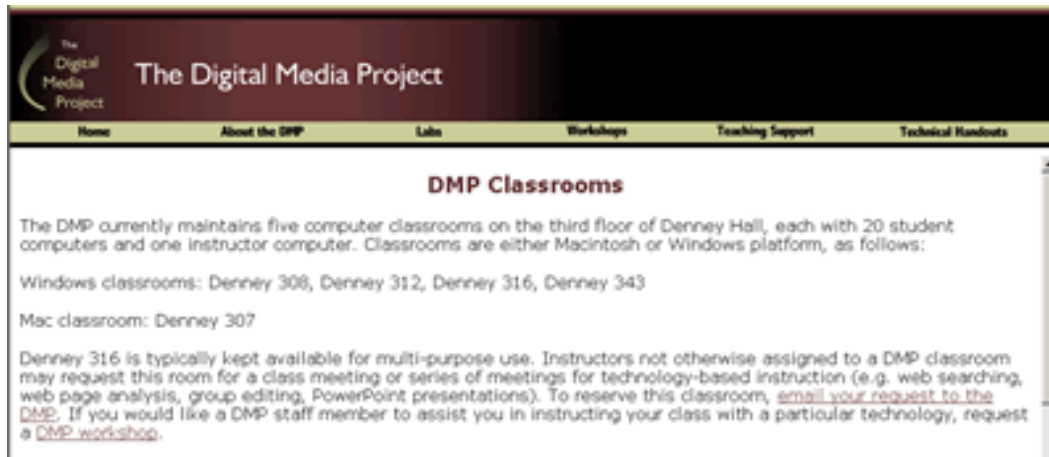 The
Digital
Media
Project
The Digital Media Project
Home About the DMP Labs Workshops Teaching Support Technical Handouts
DMP Classrooms
The DMP currently maintains five computer classrooms on the third floor of Denney Hall, each with 20 student
computers and one instructor computer. Classrooms are either Macintosh or Windows platform, as follows:
Windows classrooms: Denney 308, Denney 312, Denney 316, Denney 343
Mac classroom: Denney 307
Denney 316 is typically kept available for multi-purpose use. Instructors not otherwise assigned to a DMP classroom
may request this room for a class meeting or series of meetings for technology-based instruction (e.g. web searching,
web page analysis, group editing, PowerPoint presentations). To reserve this classroom, email your request to the
DMP. If you would like a DMP staff member to assist you in instructing your class with a particular technology, request
a DMP workshop.